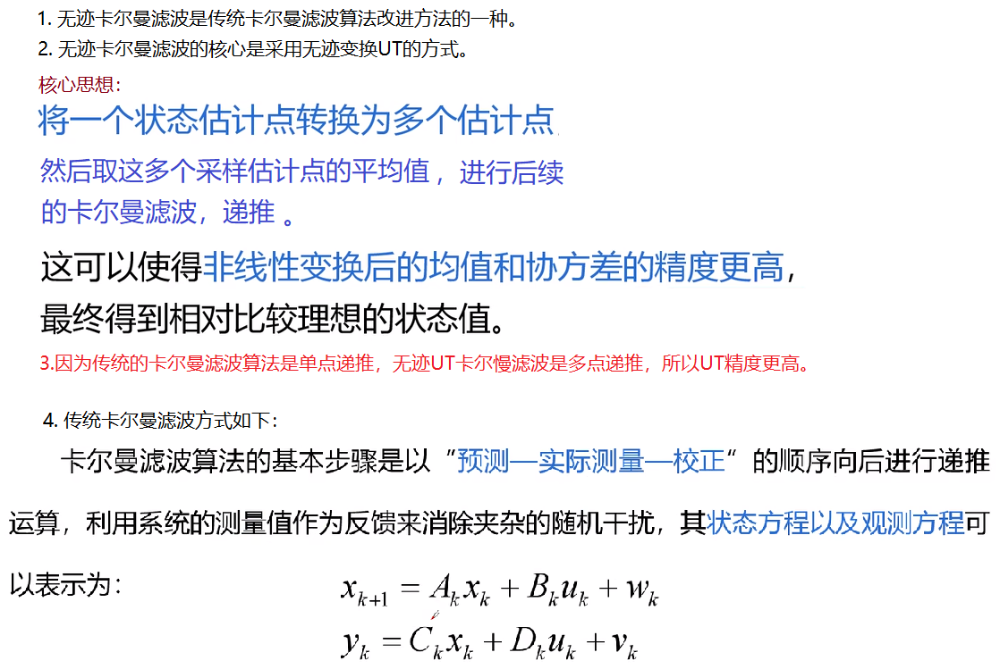 1. 无迹卡尔曼滤波是传统卡尔曼滤波算法改进方法的一种。
2. 无迹卡尔曼滤波的核心是采用无迹变换UT的方式。
核心思想：
将一个状态估计点转换为多个估计点
然后取这多个采样估计点的平均值，进行后续
的卡尔曼滤波，递推 。
这可以使得非线性变换后的均值和协方差的精度更高，
最终得到相对比较理想的状态值。
3.因为传统的卡尔曼滤波算法是单点递推，无迹UT卡尔慢滤波是多点递推，所以UT精度更高。
4. 传统卡尔曼滤波方式如下：
卡尔曼滤波算法的基本步骤是以“预测—实际测量—校正“的顺序向后进行递推
运算，利用系统的测量值作为反馈来消除夹杂的随机干扰，其状态方程以及观测方程可
以表示为：
x_{k+1} = A_k x_k + B_k u_k + w_k
y_k = C_k x_k + D_k u_k + v_k